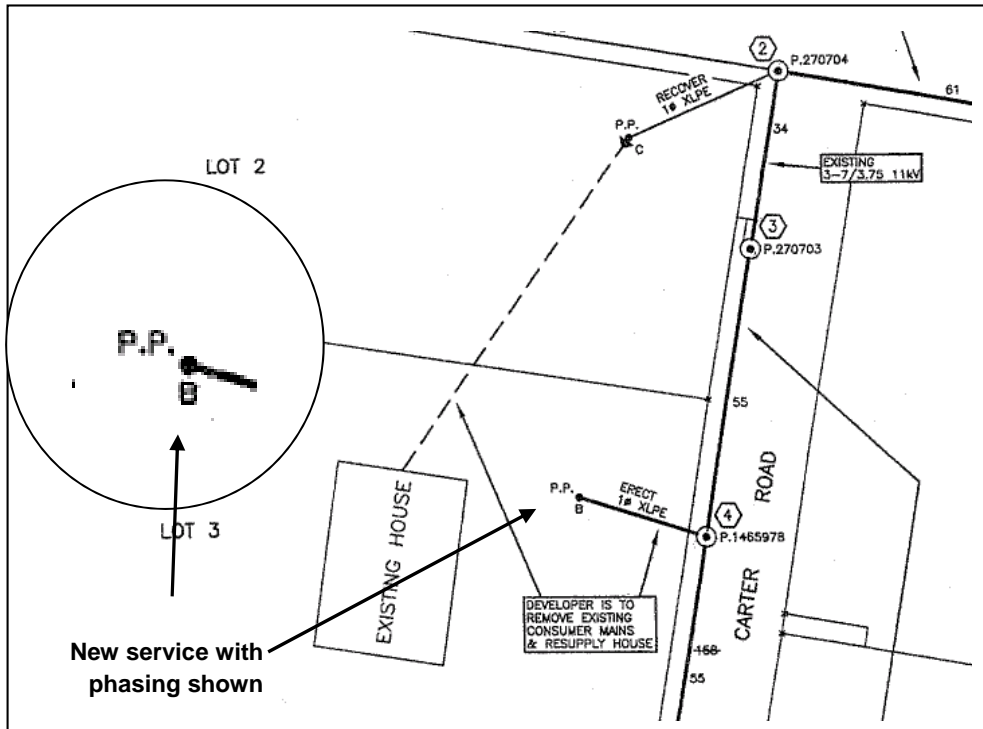 2
P.270704
RECOVER
1ø XLPE
61
P.P.
C
34
LOT 2
EXISTING
3-7/3.75 11kV
3
P.270703
P.P.
B
55
ROAD
P.P.
B
ERECT
1ø XLPE
4
P.1465978
LOT 3
EXISTING HOUSE
CARTER
DEVELOPER IS TO
REMOVE EXISTING
CONSUMER MAINS
& RESUPPLY HOUSE
New service with
phasing shown
168
55